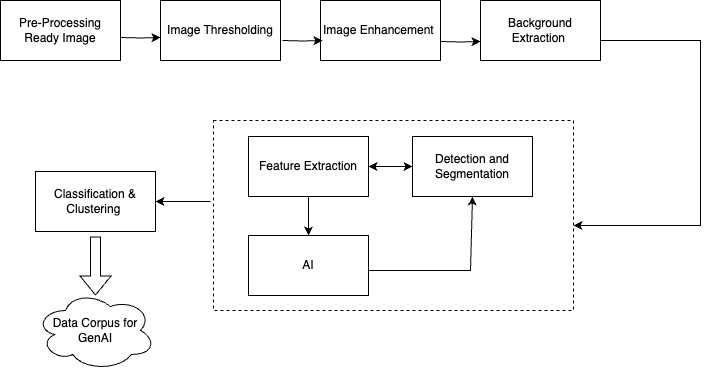 Pre-Processing
Ready Image
Image Thresholding
Image Enhancement
Background
Extraction
Feature Extraction
Detection and
Segmentation
Classification &
Clustering
AI
Data Corpus for
GenAI